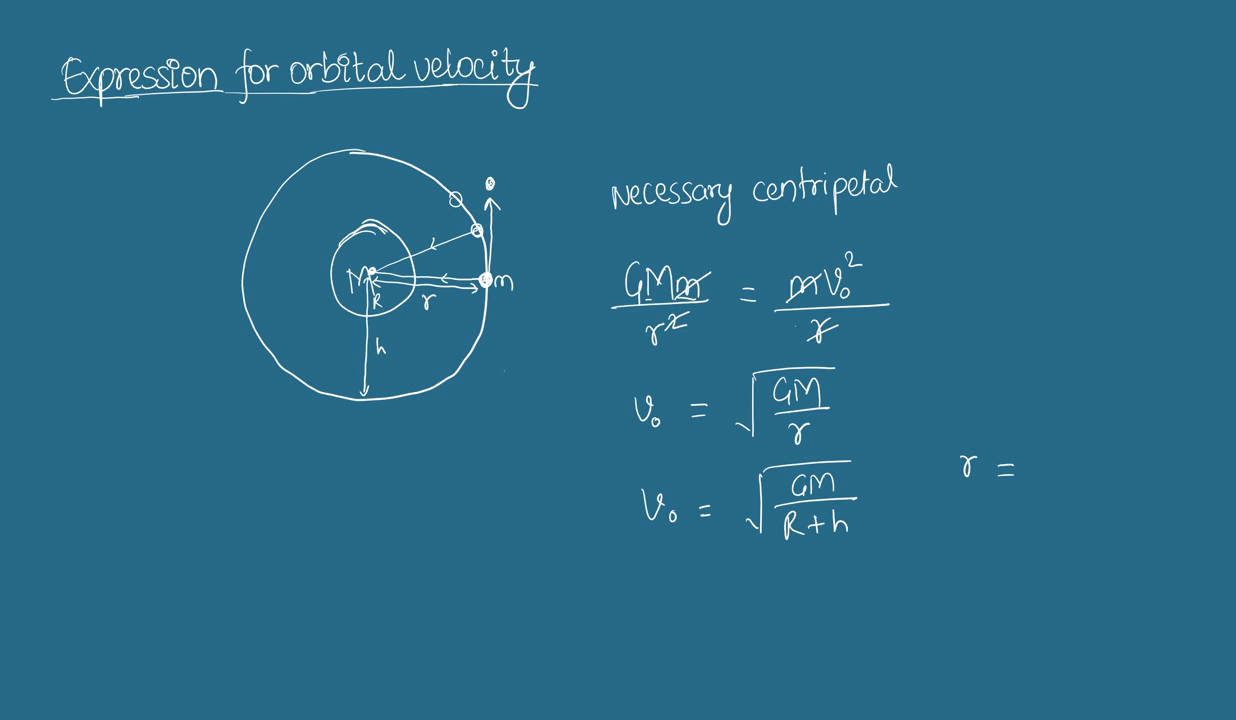 Expression for orbital velocity
Necessary centripetal
M
R
r
m
h
GMm/r² = mv₀²/r
v₀ = √(GM/r)
r =
v₀ = √(GM/(R+h))